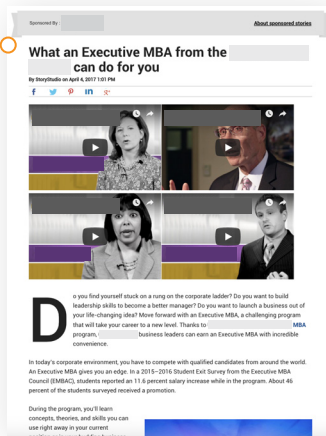 Sponsored By:
About sponsored stories
What an Executive MBA from the
can do for you
By StoryStudio on April 4, 2017 1:01 PM
Do you find yourself stuck on a rung on the corporate ladder? Do you want to build
leadership skills to become a better manager? Do you want to launch a business out of
your life-changing idea? Move forward with an Executive MBA, a challenging program
that will take your career to a new level. Thanks to MBA
program, business leaders can earn an Executive MBA with incredible
convenience.
In today's corporate environment, you have to compete with qualified candidates from around the world.
An Executive MBA gives you an edge. In a 2015–2016 Student Exit Survey from the Executive MBA
Council (EMBAC), students reported an 11.6 percent salary increase while in the program. About 46
percent of the students surveyed received a promotion.
During the program, you'll learn
concepts, theories, and skills you can
use right away in your current